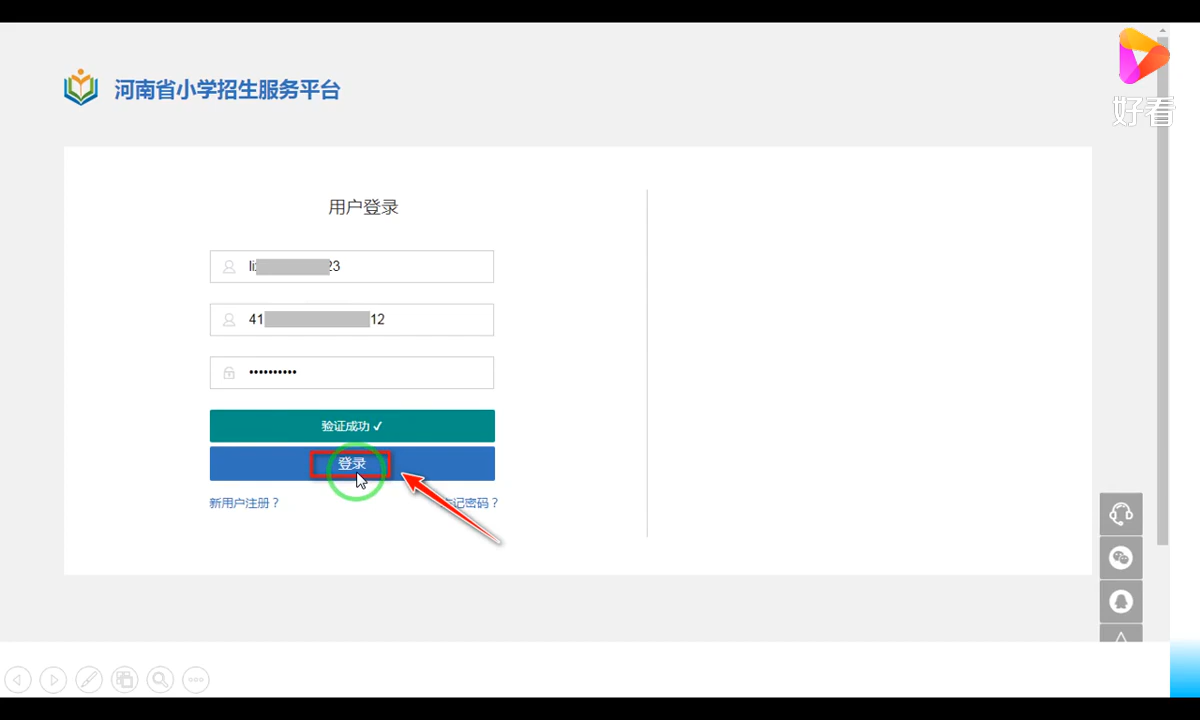 河南省小学招生服务平台
好看
用户登录
li 23
41 12
••••••••••
验证成功 ✓
登录
新用户注册？
记密码？